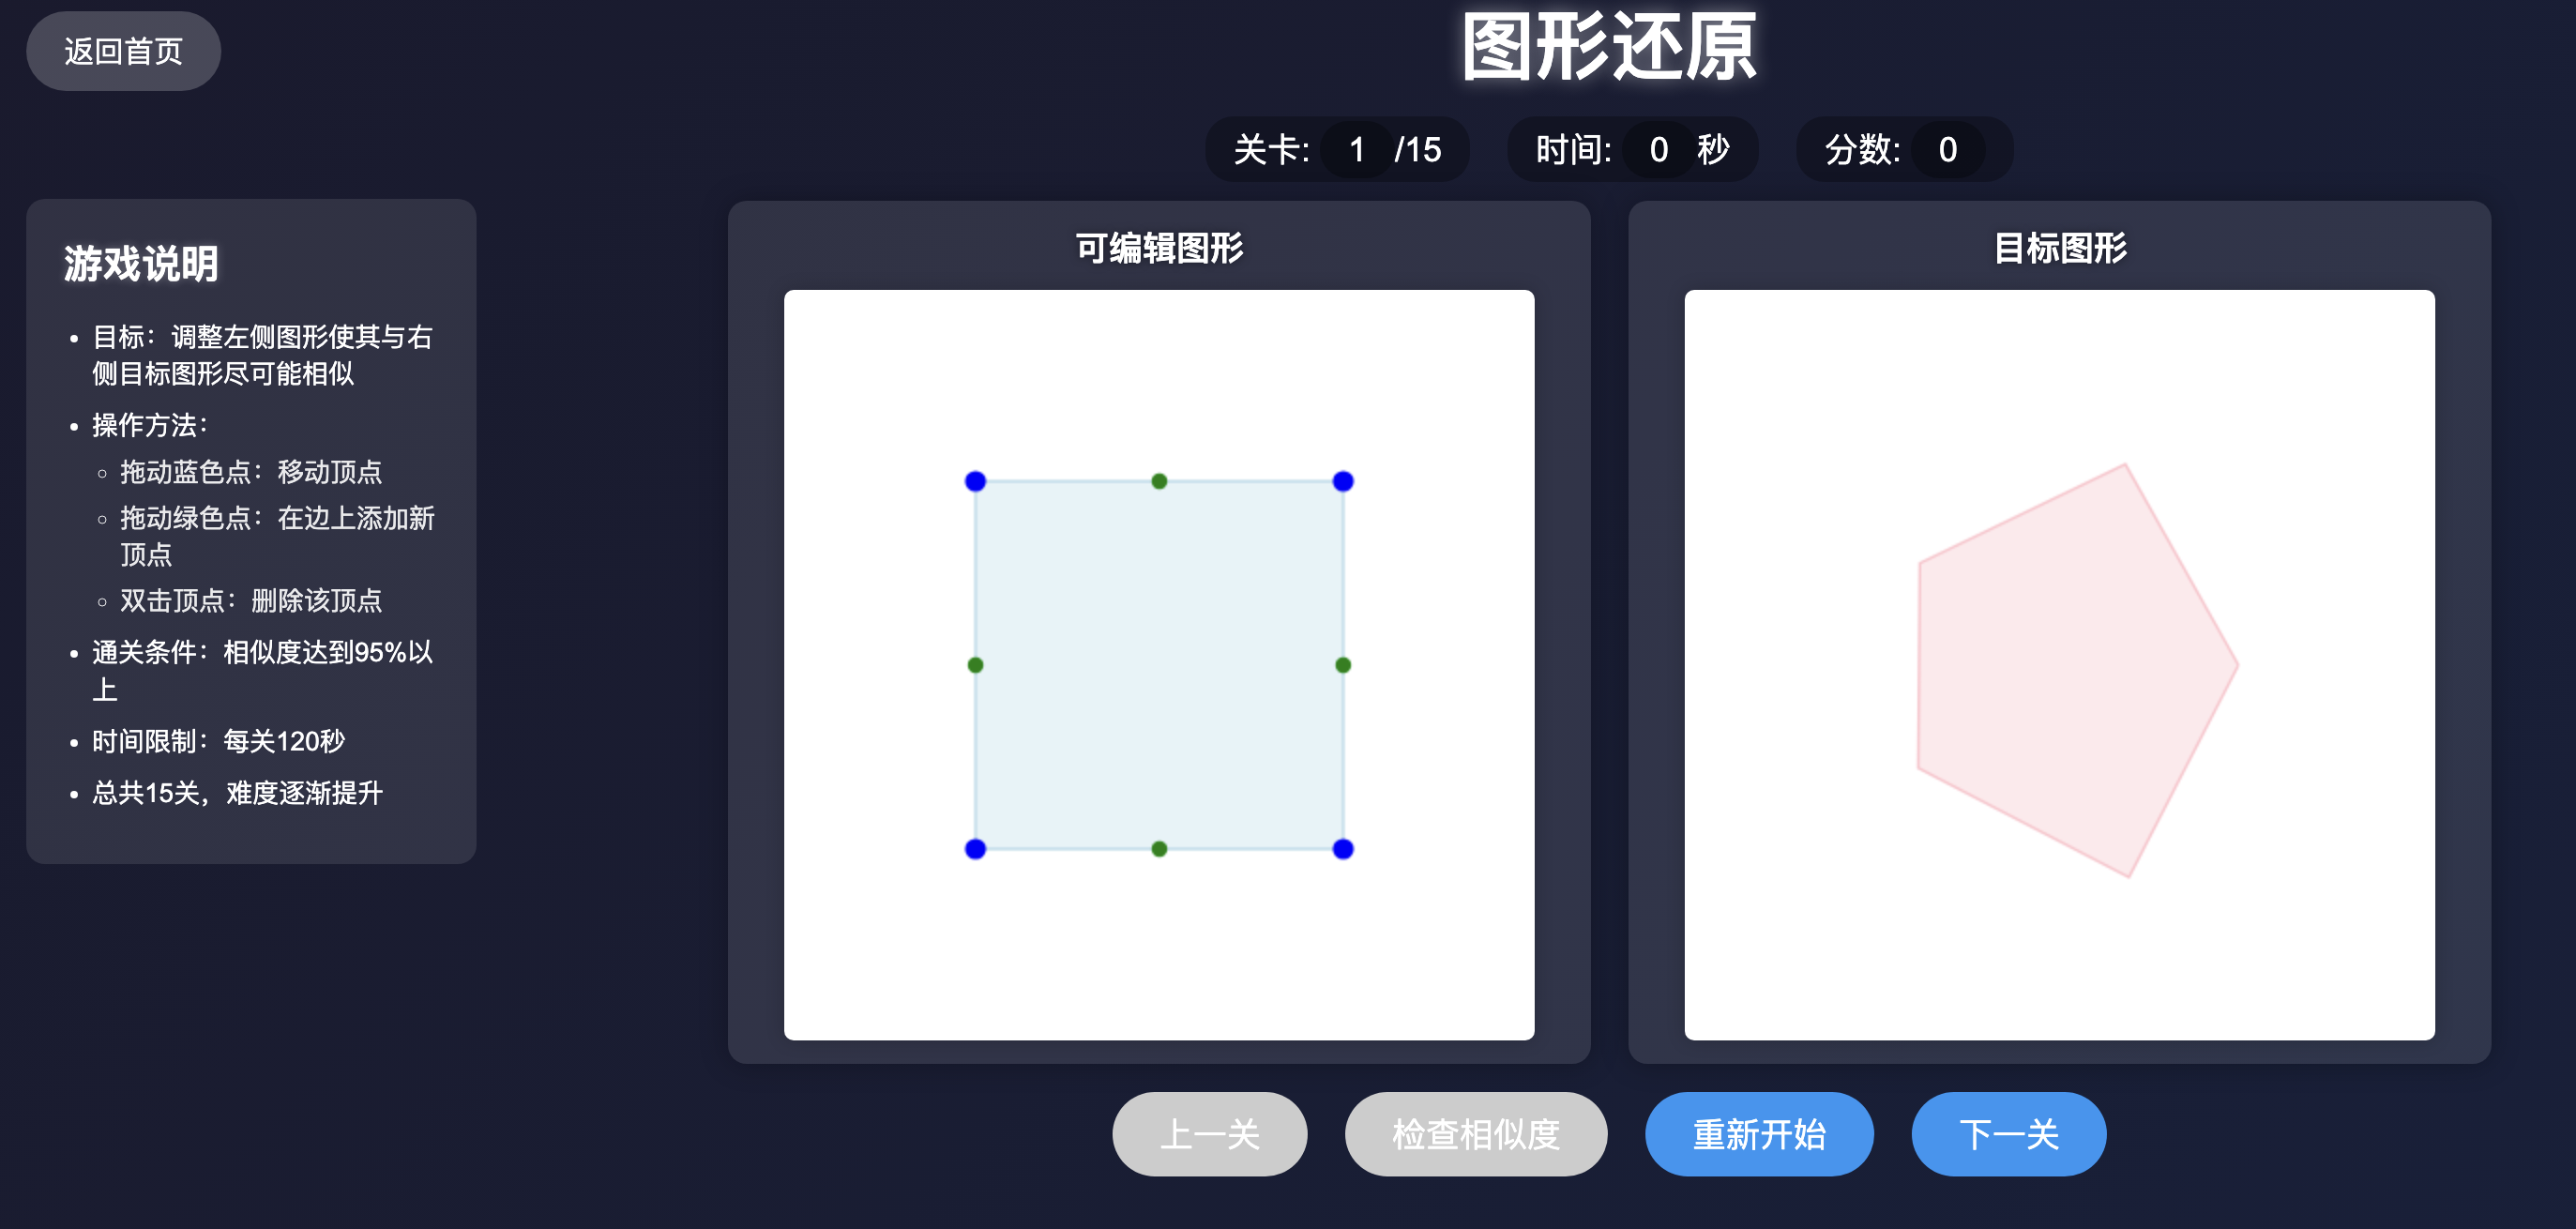 返回首页
图形还原
关卡: 1 /15
时间: 0 秒
分数: 0
游戏说明
目标：调整左侧图形使其与右
侧目标图形尽可能相似
操作方法：
拖动蓝色点：移动顶点
拖动绿色点：在边上添加新
顶点
双击顶点：删除该顶点
通关条件：相似度达到95%以
上
时间限制：每关120秒
总共15关，难度逐渐提升
可编辑图形
目标图形
上一关
检查相似度
重新开始
下一关